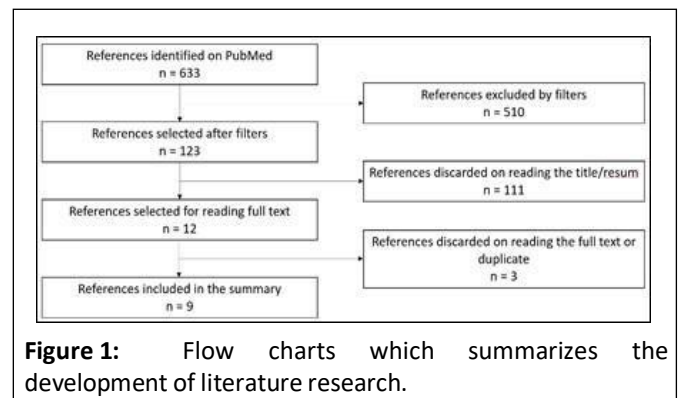 References identified on PubMed
n = 633
References excluded by filters
n = 510
References selected after filters
n = 123
References discarded on reading the title/resum
n = 111
References selected for reading full text
n = 12
References discarded on reading the full text or
duplicate
n = 3
References included in the summary
n = 9
Figure 1: Flow charts which summarizes the
development of literature research.